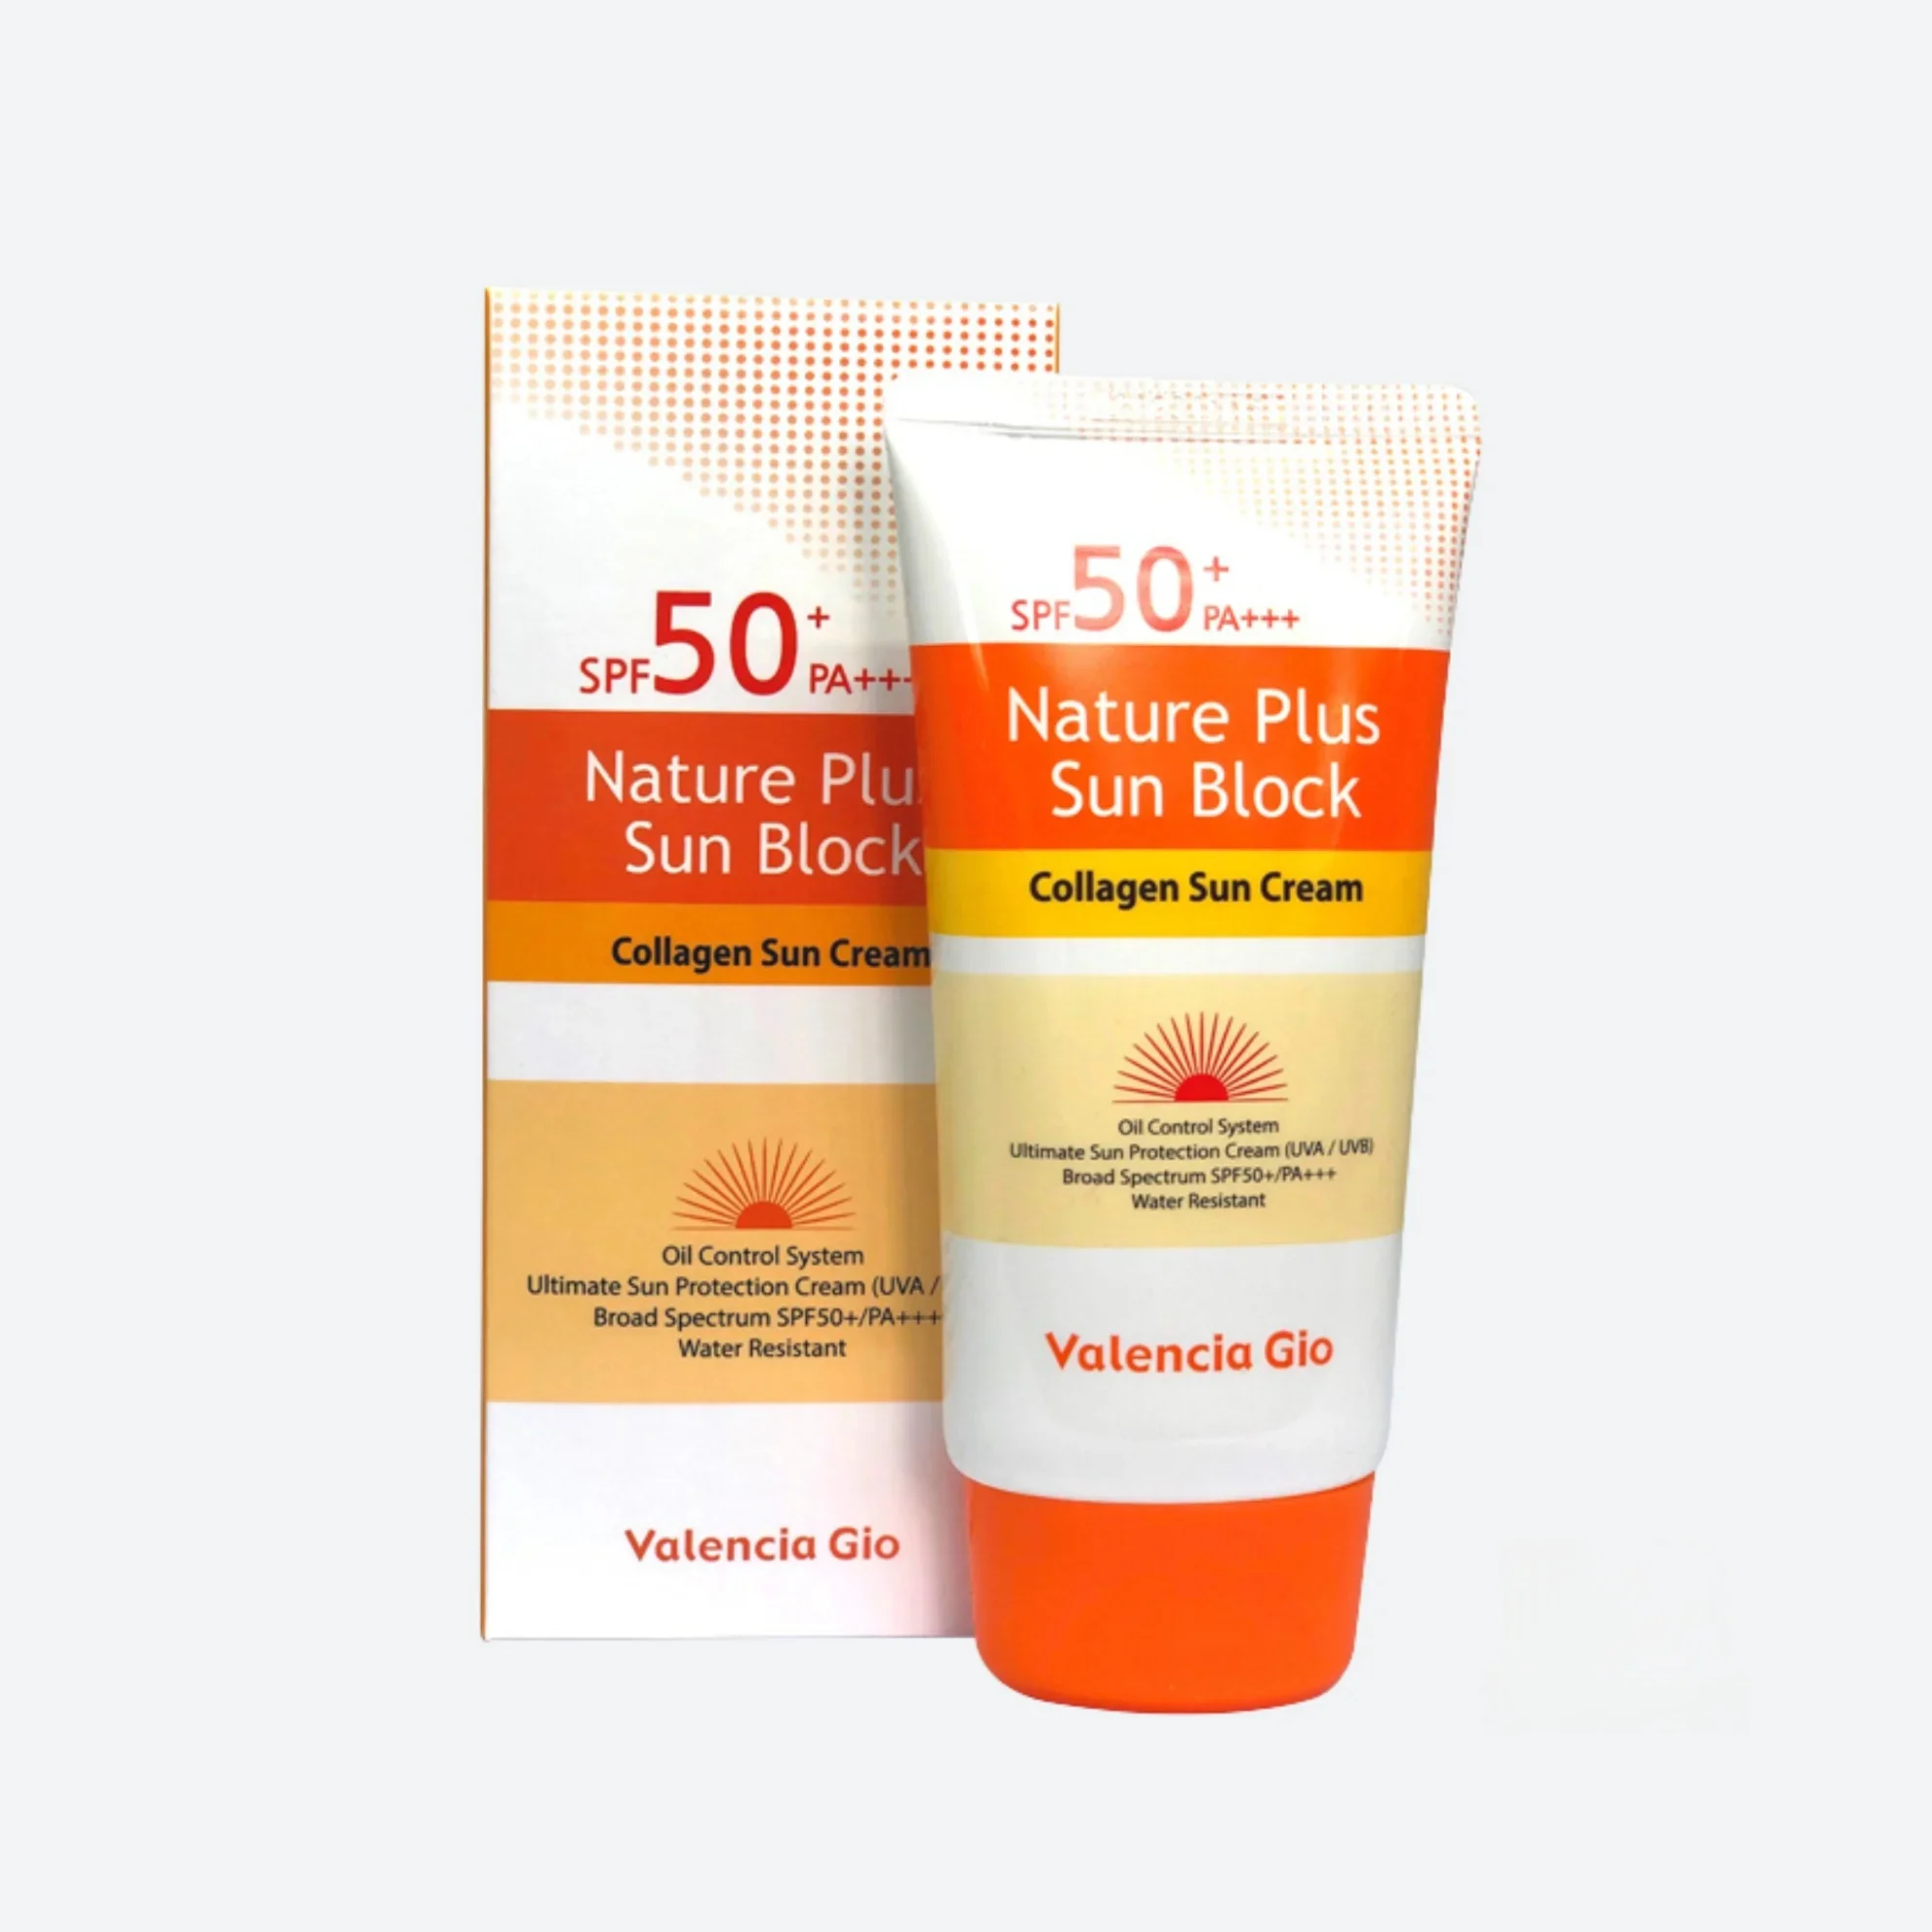 SPF50+ PA+++
Nature Plus
Sun Block
Collagen Sun Cream
Oil Control System
Ultimate Sun Protection Cream (UVA /
Broad Spectrum SPF50+/PA+++
Water Resistant
Valencia Gio
SPF50+ PA+++
Nature Plus
Sun Block
Collagen Sun Cream
Oil Control System
Ultimate Sun Protection Cream (UVA / UVB)
Broad Spectrum SPF50+/PA+++
Water Resistant
Valencia Gio